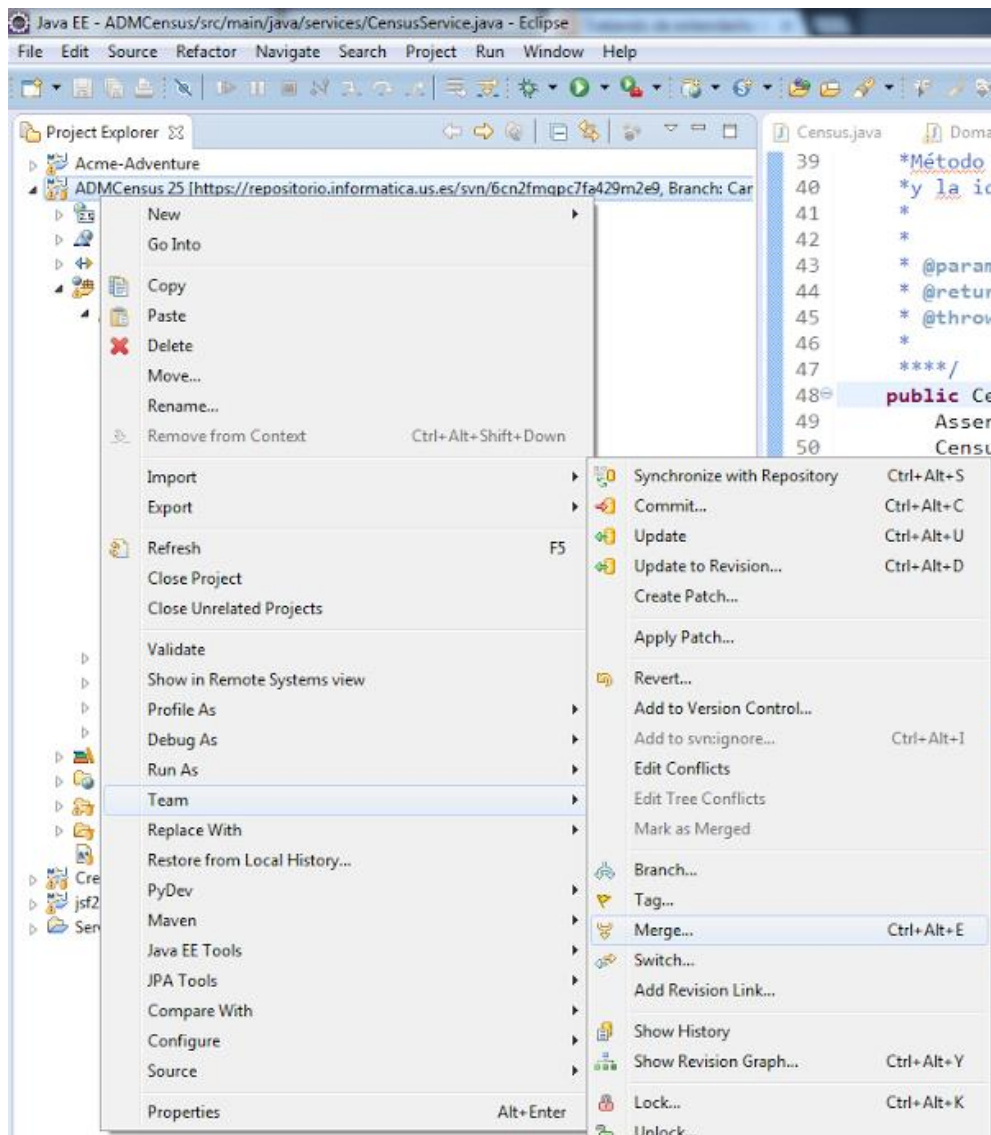 Java EE - ADMCensus/src/main/java/services/CensusService.java - Eclipse
File Edit Source Refactor Navigate Search Project Run Window Help
Project Explorer
Census.java Doma
Acme-Adventure
ADMCensus 25 [https://repositorio.informatica.us.es/svn/6cn2fmqpc7fa429m2e9, Branch: Car
Cre
jsf2
Serv
39 *Método
40 *y la id
41 *
42 *
43 * @param
44 * @retur
45 * @throw
46 *
47 ****/
48 public Ce
49 Asser
50 Censu
New
Go Into
Copy
Paste
Delete
Move...
Rename...
Remove from Context Ctrl+Alt+Shift+Down
Import
Export
Refresh F5
Close Project
Close Unrelated Projects
Validate
Show in Remote Systems view
Profile As
Debug As
Run As
Team
Replace With
Restore from Local History...
PyDev
Maven
Java EE Tools
JPA Tools
Compare With
Configure
Source
Properties Alt+Enter
Synchronize with Repository Ctrl+Alt+S
Commit... Ctrl+Alt+C
Update Ctrl+Alt+U
Update to Revision... Ctrl+Alt+D
Create Patch...
Apply Patch...
Revert...
Add to Version Control...
Add to svn:ignore... Ctrl+Alt+I
Edit Conflicts
Edit Tree Conflicts
Mark as Merged
Branch...
Tag...
Merge... Ctrl+Alt+E
Switch...
Add Revision Link...
Show History
Show Revision Graph... Ctrl+Alt+Y
Lock... Ctrl+Alt+K
Unlock...